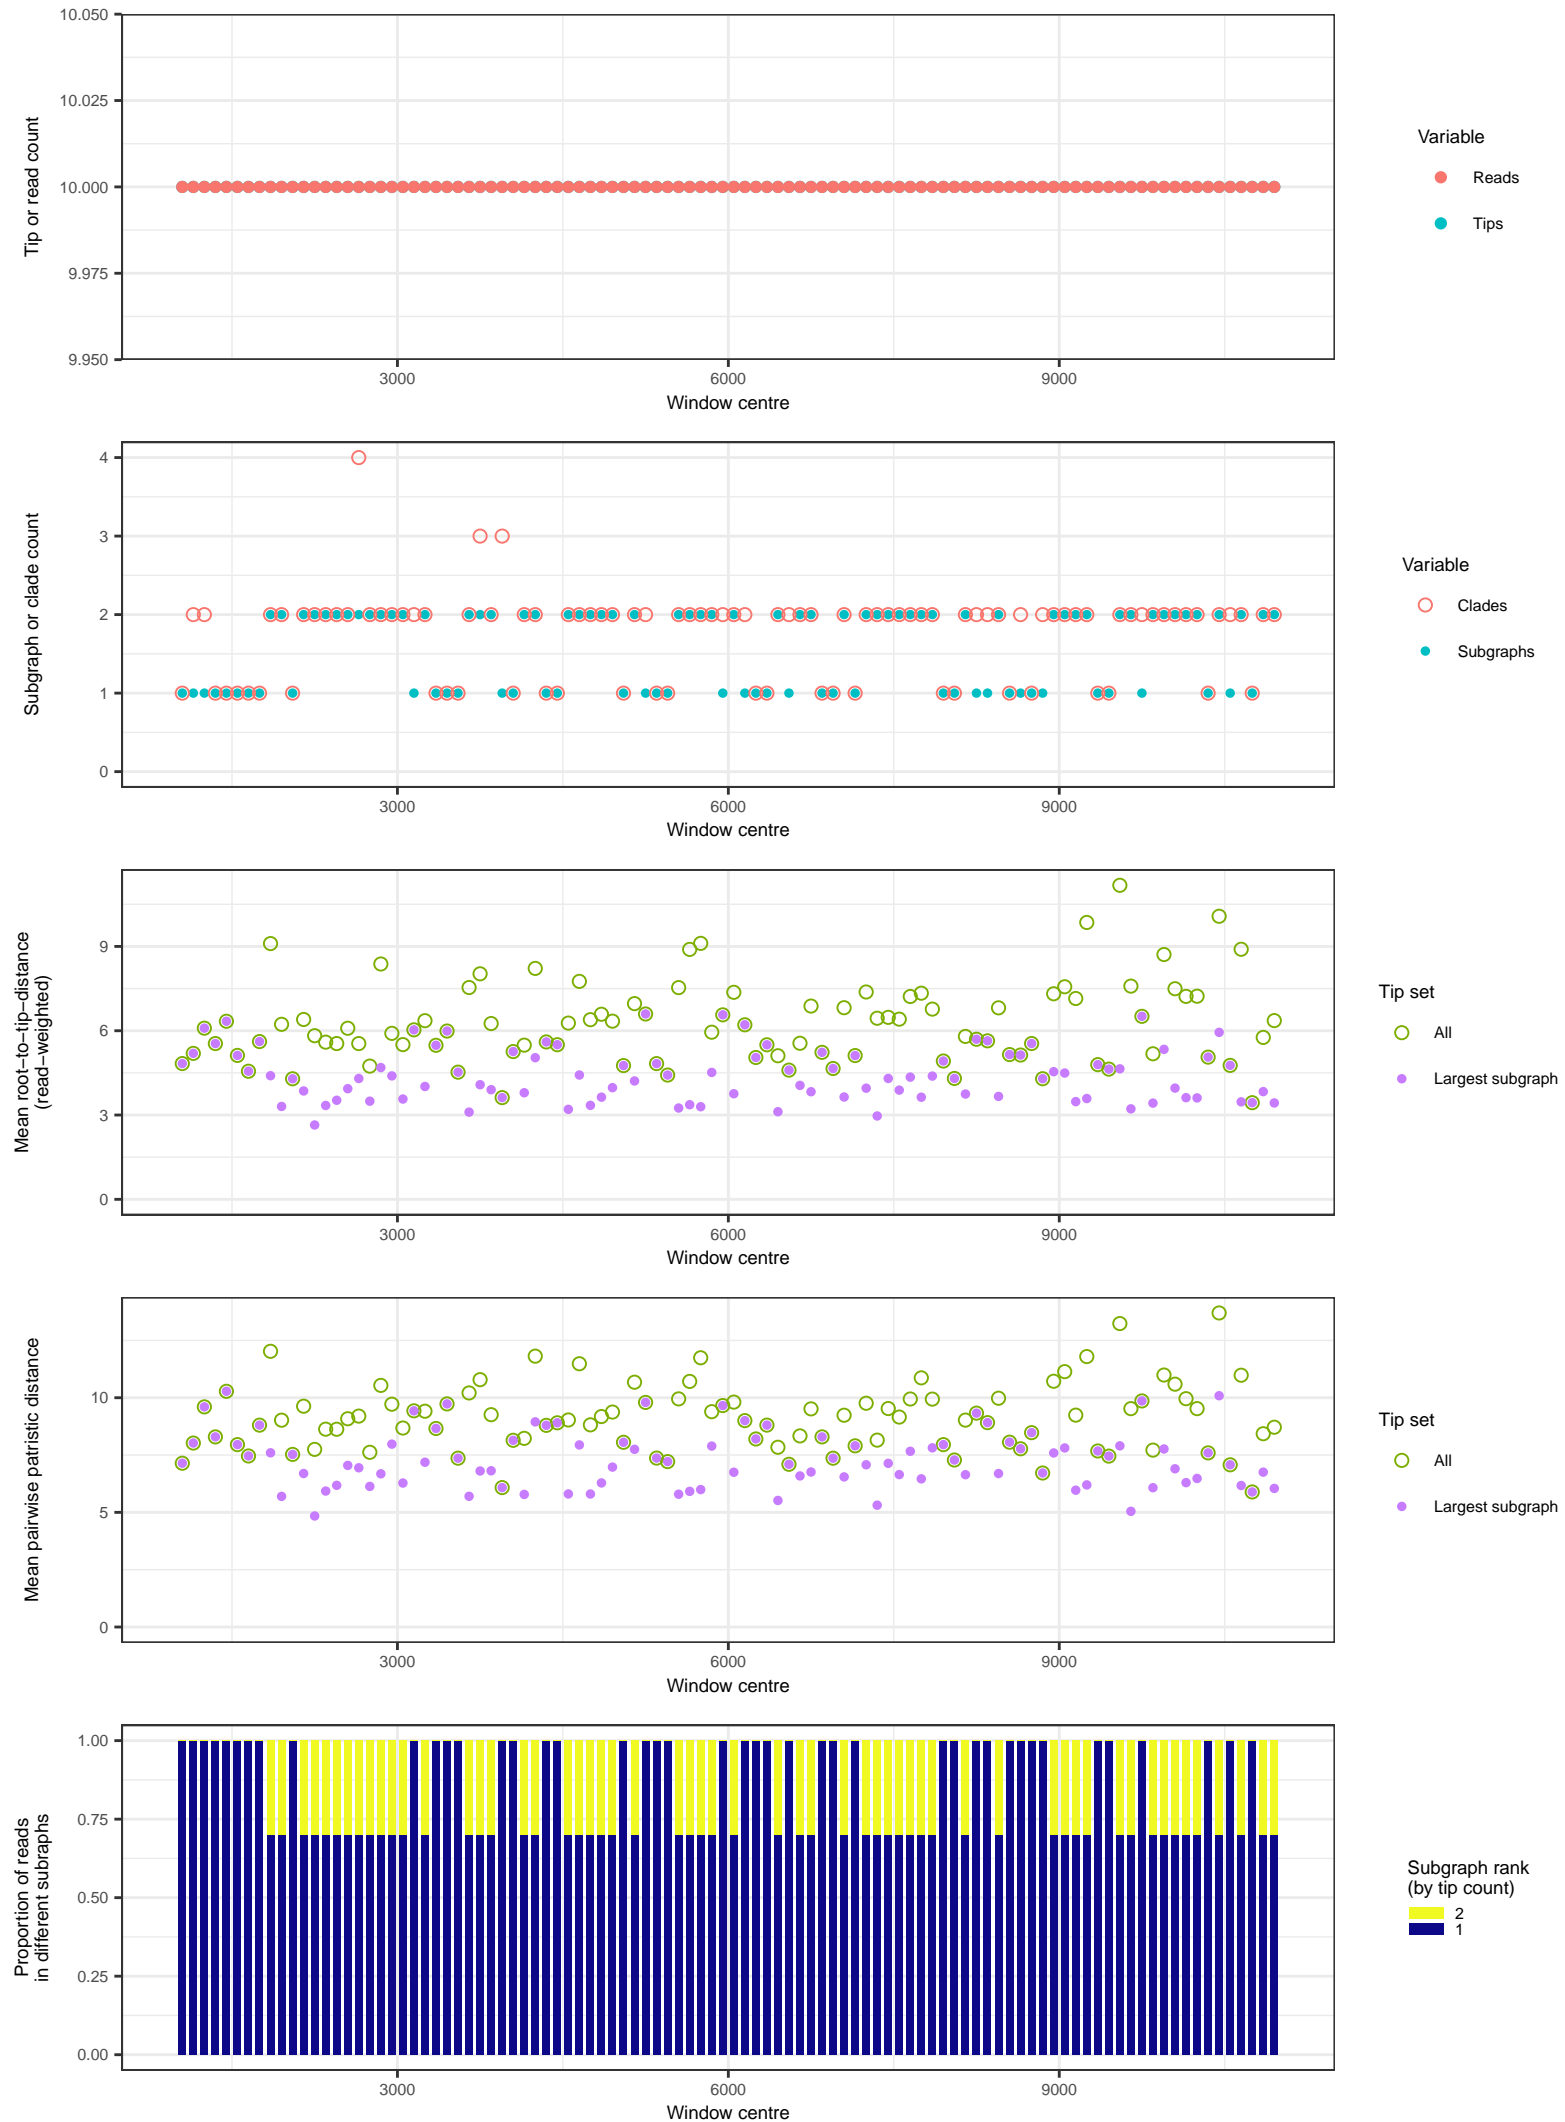 10.050
10.025
10.000
9.975
9.950
Tip or read count
3000
6000
9000
Window centre
Variable
Reads
Tips
4
3
2
1
0
Subgraph or clade count
3000
6000
9000
Window centre
Variable
Clades
Subgraphs
9
6
3
0
Mean root−to−tip−distance
(read−weighted)
3000
6000
9000
Window centre
Tip set
All
Largest subgraph
10
5
0
Mean pairwise patristic distance
3000
6000
9000
Window centre
Tip set
All
Largest subgraph
1.00
0.75
0.50
0.25
0.00
Proportion of reads
in different subraphs
3000
6000
9000
Window centre
Subgraph rank
(by tip count)
2
1